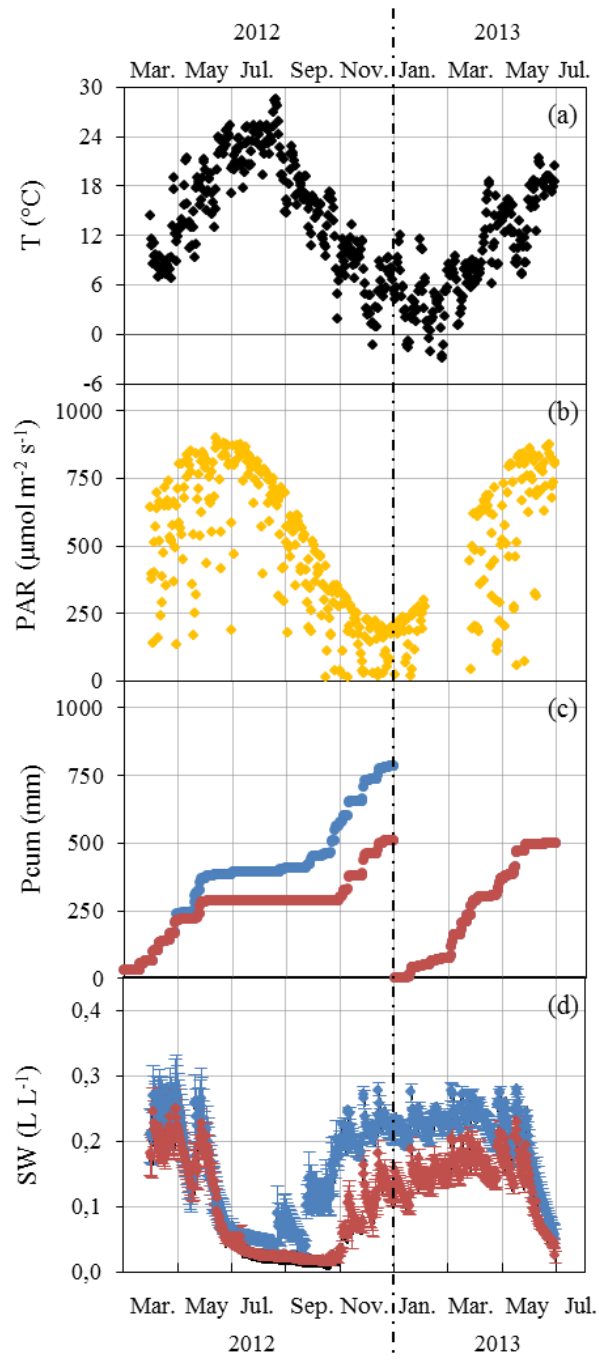 2012 2013
Mar. May Jul. Sep. Nov. Jan. Mar. May Jul.
(a)
30
24
18
12
6
0
-6
T (°C)
(b)
1000
750
500
250
0
PAR (µmol m⁻² s⁻¹)
(c)
1000
750
500
250
0
Pcum (mm)
(d)
0,4
0,3
0,2
0,1
0,0
SW (L L⁻¹)
Mar. May Jul. Sep. Nov. Jan. Mar. May Jul.
2012 2013